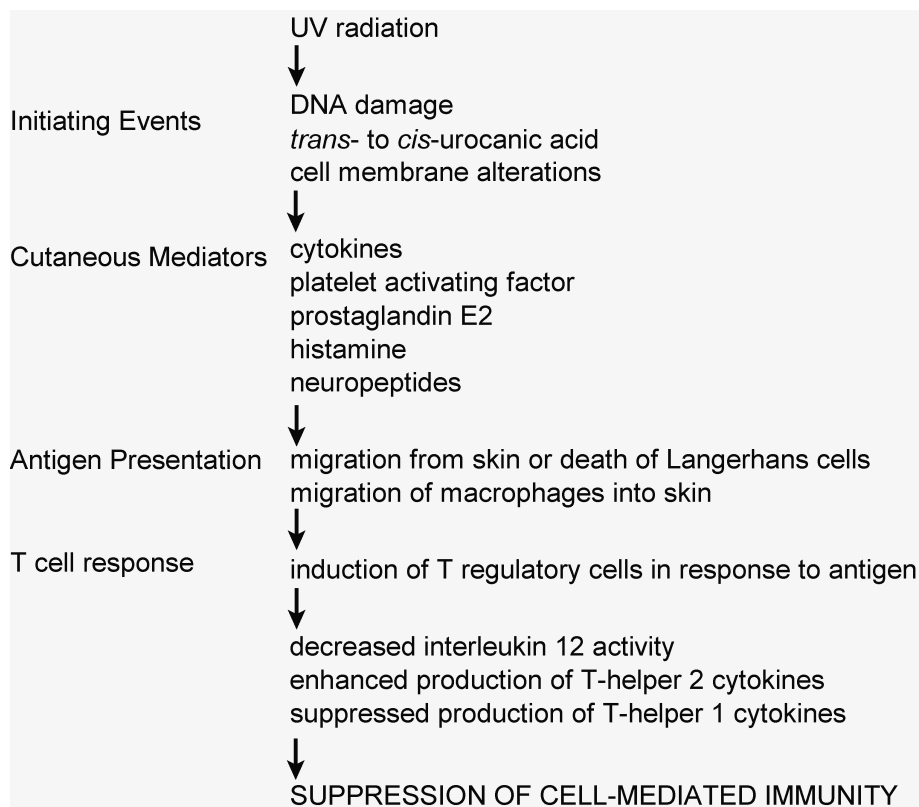 UV radiation
DNA damage
Initiating Events
trans- to cis-urocanic acid
cell membrane alterations
Cutaneous Mediators
cytokines
platelet activating factor
prostaglandin E2
histamine
neuropeptides
Antigen Presentation
migration from skin or death of Langerhans cells
migration of macrophages into skin
T cell response
induction of T regulatory cells in response to antigen
decreased interleukin 12 activity
enhanced production of T-helper 2 cytokines
suppressed production of T-helper 1 cytokines
SUPPRESSION OF CELL-MEDIATED IMMUNITY